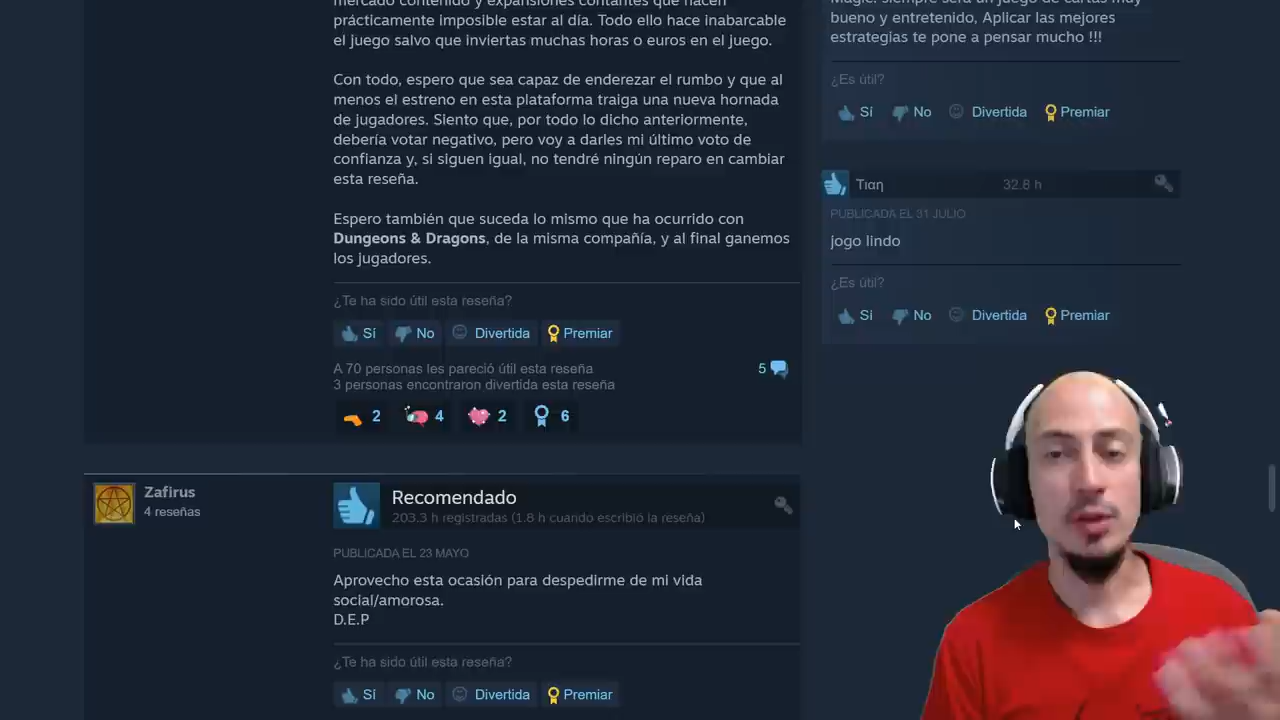 mercado contenido y expansiones constantes que hacen
prácticamente imposible estar al día. Todo ello hace inabarcable
el juego salvo que inviertas muchas horas o euros en el juego.
Con todo, espero que sea capaz de enderezar el rumbo y que al
menos el estreno en esta plataforma traiga una nueva hornada
de jugadores. Siento que, por todo lo dicho anteriormente,
debería votar negativo, pero voy a darles mi último voto de
confianza y, si siguen igual, no tendré ningún reparo en cambiar
esta reseña.
Espero también que suceda lo mismo que ha ocurrido con
Dungeons & Dragons, de la misma compañía, y al final ganemos
los jugadores.
¿Te ha sido útil esta reseña?
Sí No Divertida Premiar
A 70 personas les pareció útil esta reseña
3 personas encontraron divertida esta reseña
5
2 4 2 6
Zafirus
4 reseñas
Recomendado
203.3 h registradas (1.8 h cuando escribió la reseña)
PUBLICADA EL 23 MAYO
Aprovecho esta ocasión para despedirme de mi vida
social/amorosa.
D.E.P
¿Te ha sido útil esta reseña?
Sí No Divertida Premiar
Magic: siempre será un juego de cartas muy
bueno y entretenido, Aplicar las mejores
estrategias te pone a pensar mucho !!!
¿Es útil?
Sí No Divertida Premiar
Tιαη 32.8 h
PUBLICADA EL 31 JULIO
jogo lindo
¿Es útil?
Sí No Divertida Premiar